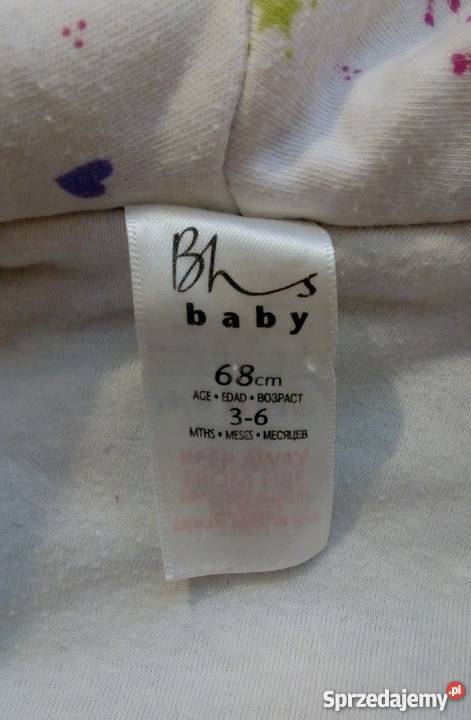 Bhs
baby
68cm
AGE • EDAD • ВОЗРАСТ
3-6
MTHS • MESES • МЕСЯЦЕВ
KEEP AWAY
FROM FIRE
Sprzedajemy.pl